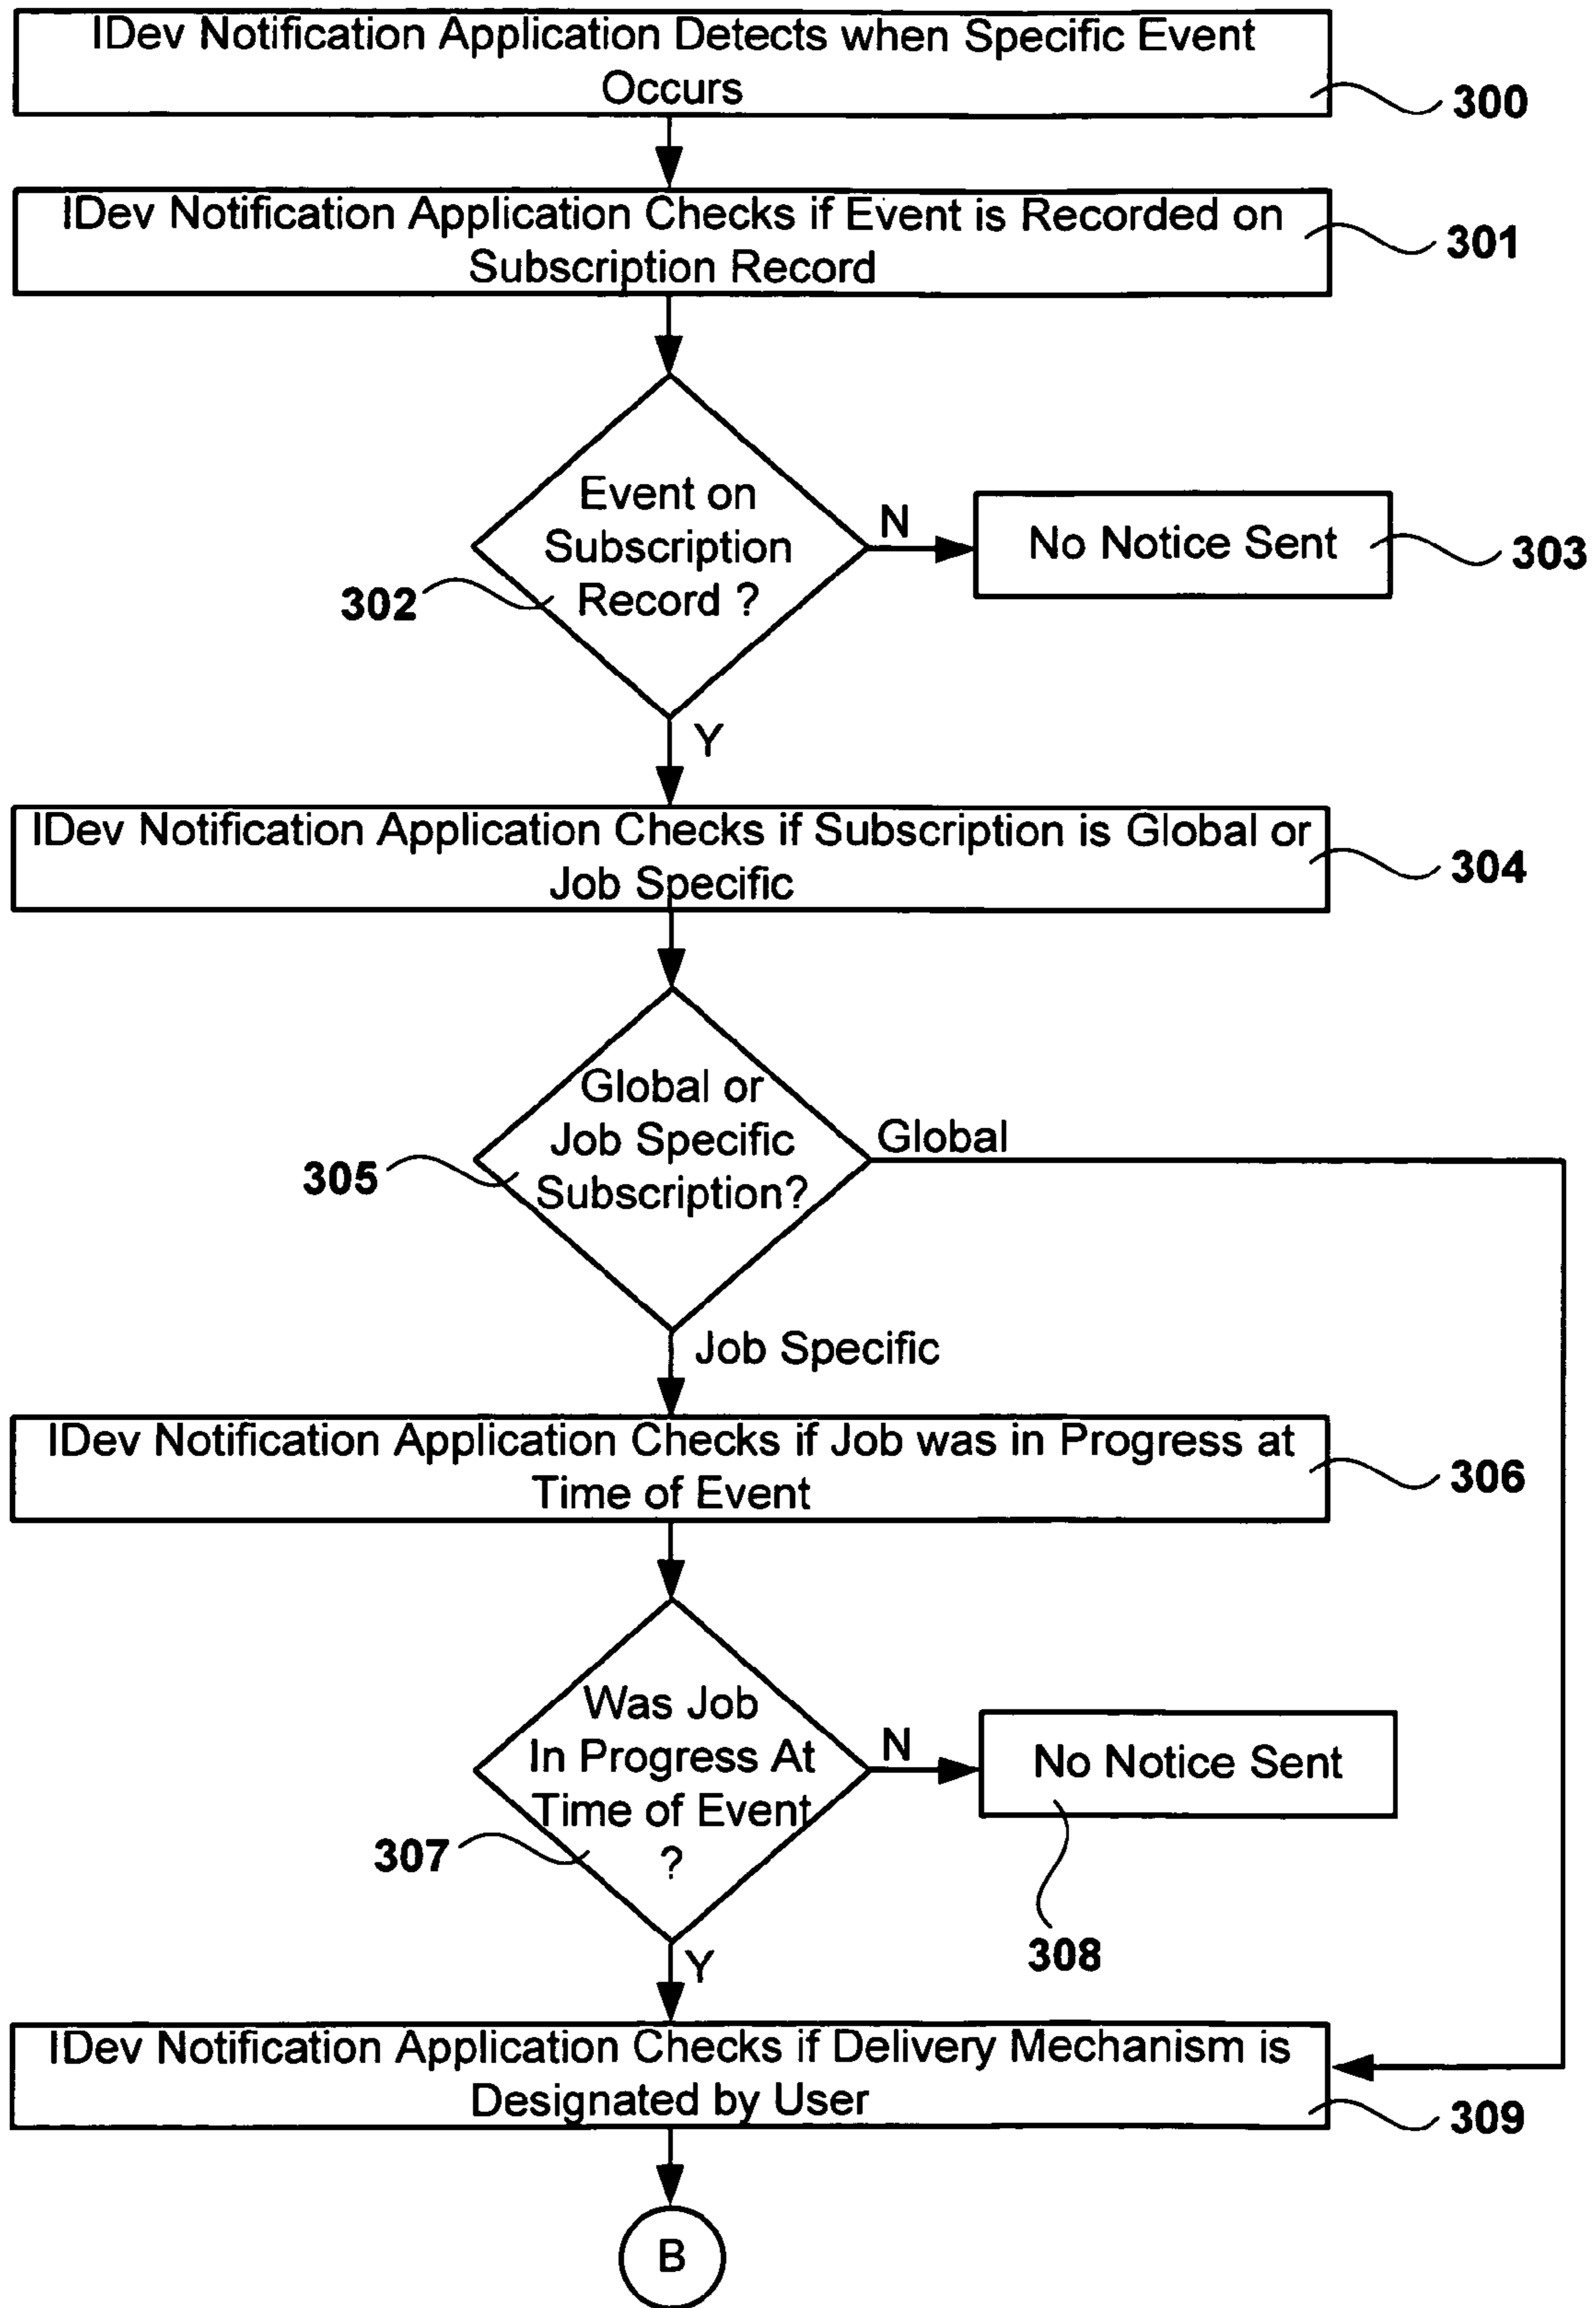 IDev Notification Application Detects when Specific Event
Occurs
300
IDev Notification Application Checks if Event is Recorded on
Subscription Record
301
Event on
Subscription
Record ?
302
N
No Notice Sent
303
Y
IDev Notification Application Checks if Subscription is Global or
Job Specific
304
Global or
Job Specific
Subscription?
305
Global
Job Specific
IDev Notification Application Checks if Job was in Progress at
Time of Event
306
Was Job
In Progress At
Time of Event
?
307
N
No Notice Sent
308
Y
IDev Notification Application Checks if Delivery Mechanism is
Designated by User
309
B